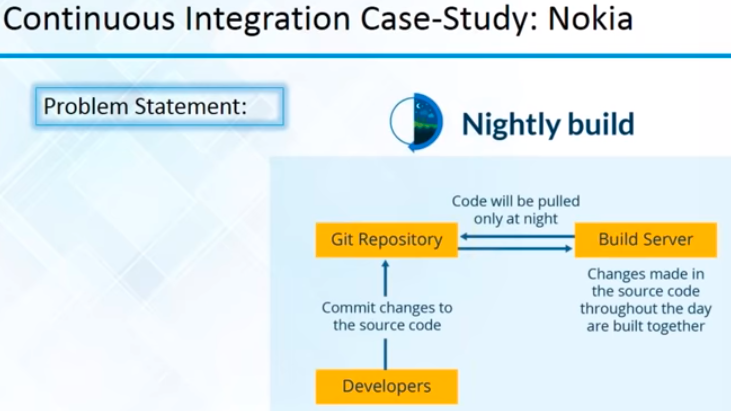 Continuous Integration Case-Study: Nokia
Problem Statement:
Nightly build
Code will be pulled
only at night
Git Repository
Build Server
Changes made in
the source code
throughout the day
are built together
Commit changes to
the source code
Developers